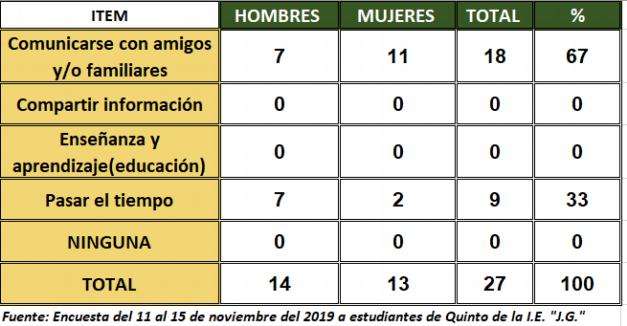 ITEM HOMBRES MUJERES TOTAL %
Comunicarse con amigos
y/o familiares 7 11 18 67
Compartir información 0 0 0 0
Enseñanza y
aprendizaje(educación) 0 0 0 0
Pasar el tiempo 7 2 9 33
NINGUNA 0 0 0 0
TOTAL 14 13 27 100
Fuente: Encuesta del 11 al 15 de noviembre del 2019 a estudiantes de Quinto de la I.E. "J.G."